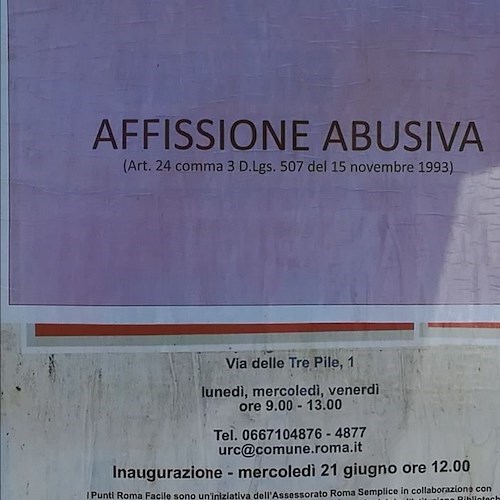 AFFISSIONE ABUSIVA
(Art. 24 comma 3 D.Lgs. 507 del 15 novembre 1993)
Via delle Tre Pile, 1
lunedì, mercoledì, venerdì
ore 9.00 - 13.00
Tel. 0667104876 - 4877
urc@comune.roma.it
Inaugurazione - mercoledì 21 giugno ore 12.00
I Punti Roma Facile sono un'iniziativa dell'Assessorato Roma Semplice in collaborazione con